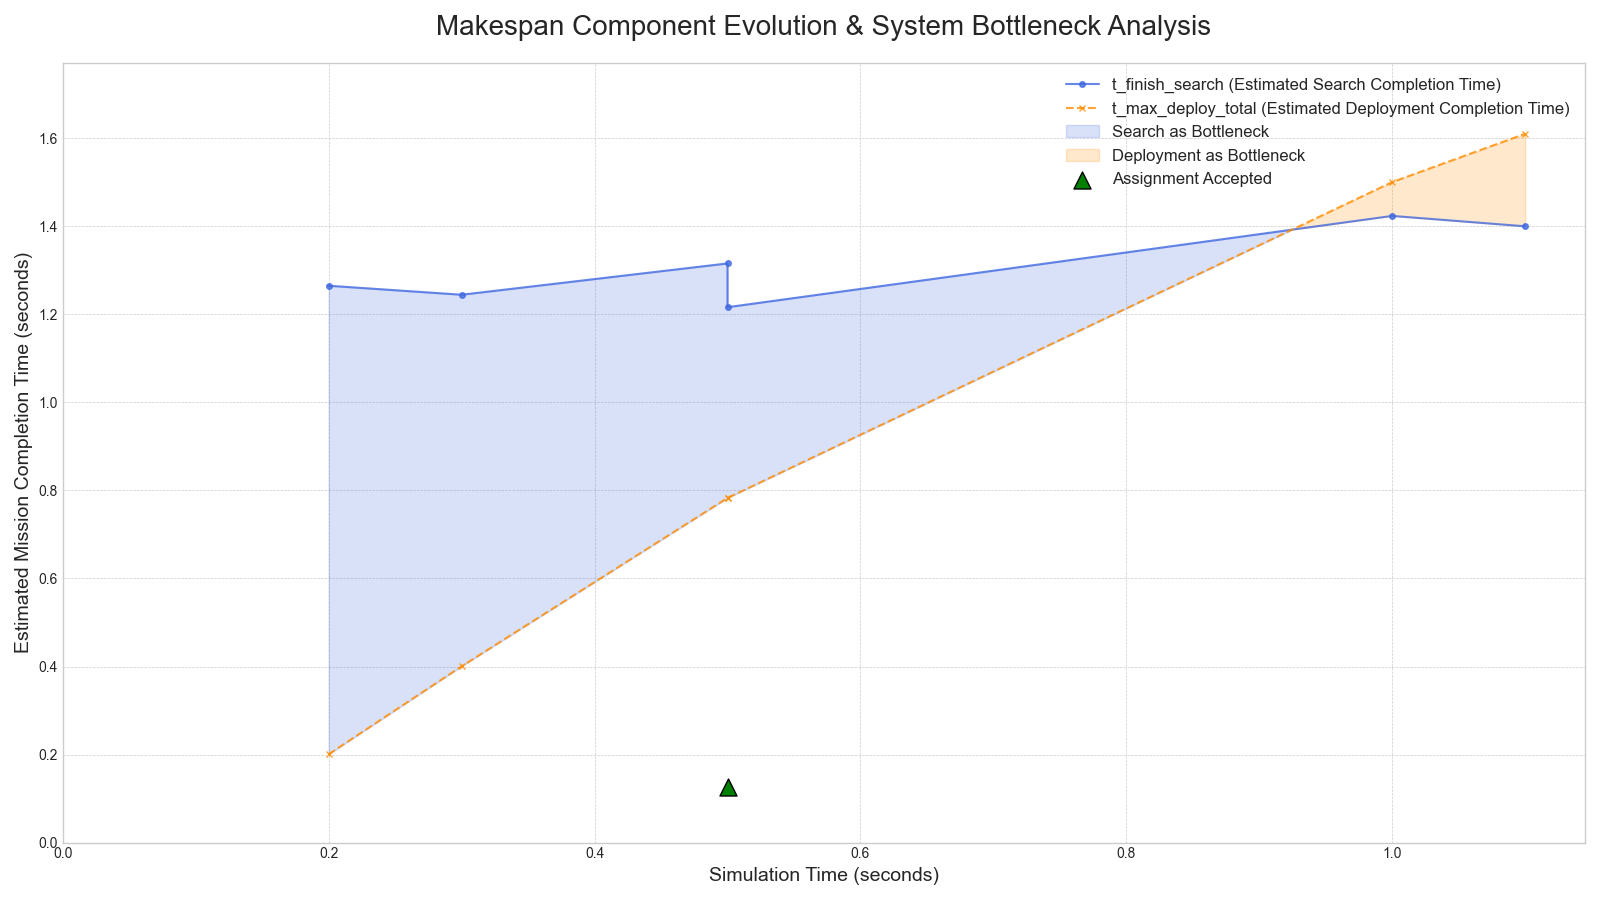 Makespan Component Evolution & System Bottleneck Analysis
t_finish_search (Estimated Search Completion Time)
t_max_deploy_total (Estimated Deployment Completion Time)
Search as Bottleneck
Deployment as Bottleneck
Assignment Accepted
Estimated Mission Completion Time (seconds)
1.6
1.4
1.2
1.0
0.8
0.6
0.4
0.2
0.0
0.0 0.2 0.4 0.6 0.8 1.0
Simulation Time (seconds)